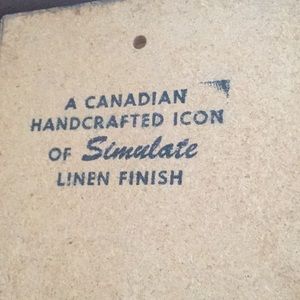 A CANADIAN
HANDCRAFTED ICON
OF Simulate
LINEN FINISH